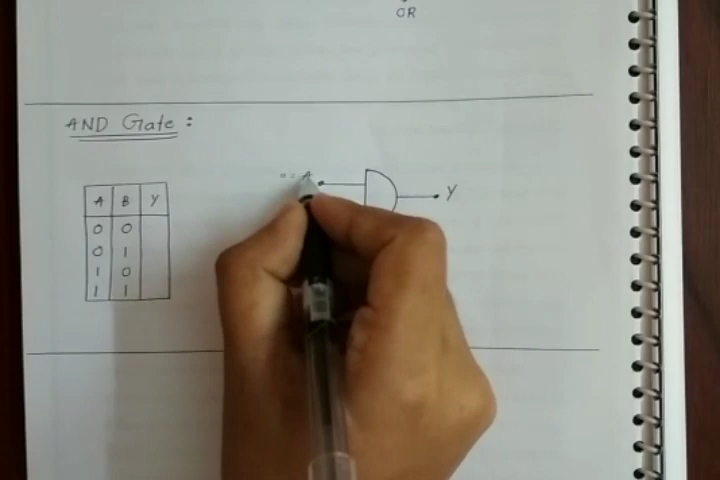 OR
AND Gate :
A B Y
0 0
0 1
1 0
1 1
A
Y